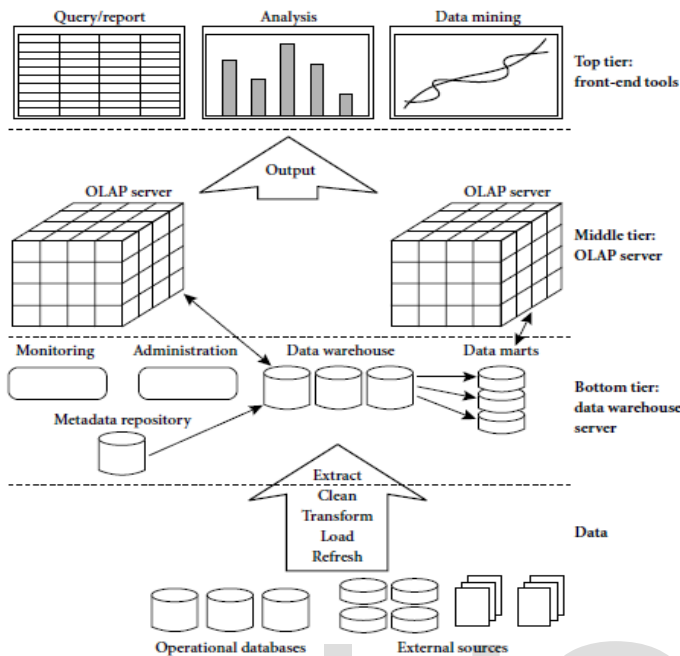 Query/report
Analysis
Data mining
Top tier:
front-end tools
Output
OLAP server
OLAP server
Middle tier:
OLAP server
Monitoring
Administration
Data warehouse
Data marts
Bottom tier:
data warehouse
server
Metadata repository
Extract
Clean
Transform
Load
Refresh
Data
Operational databases
External sources